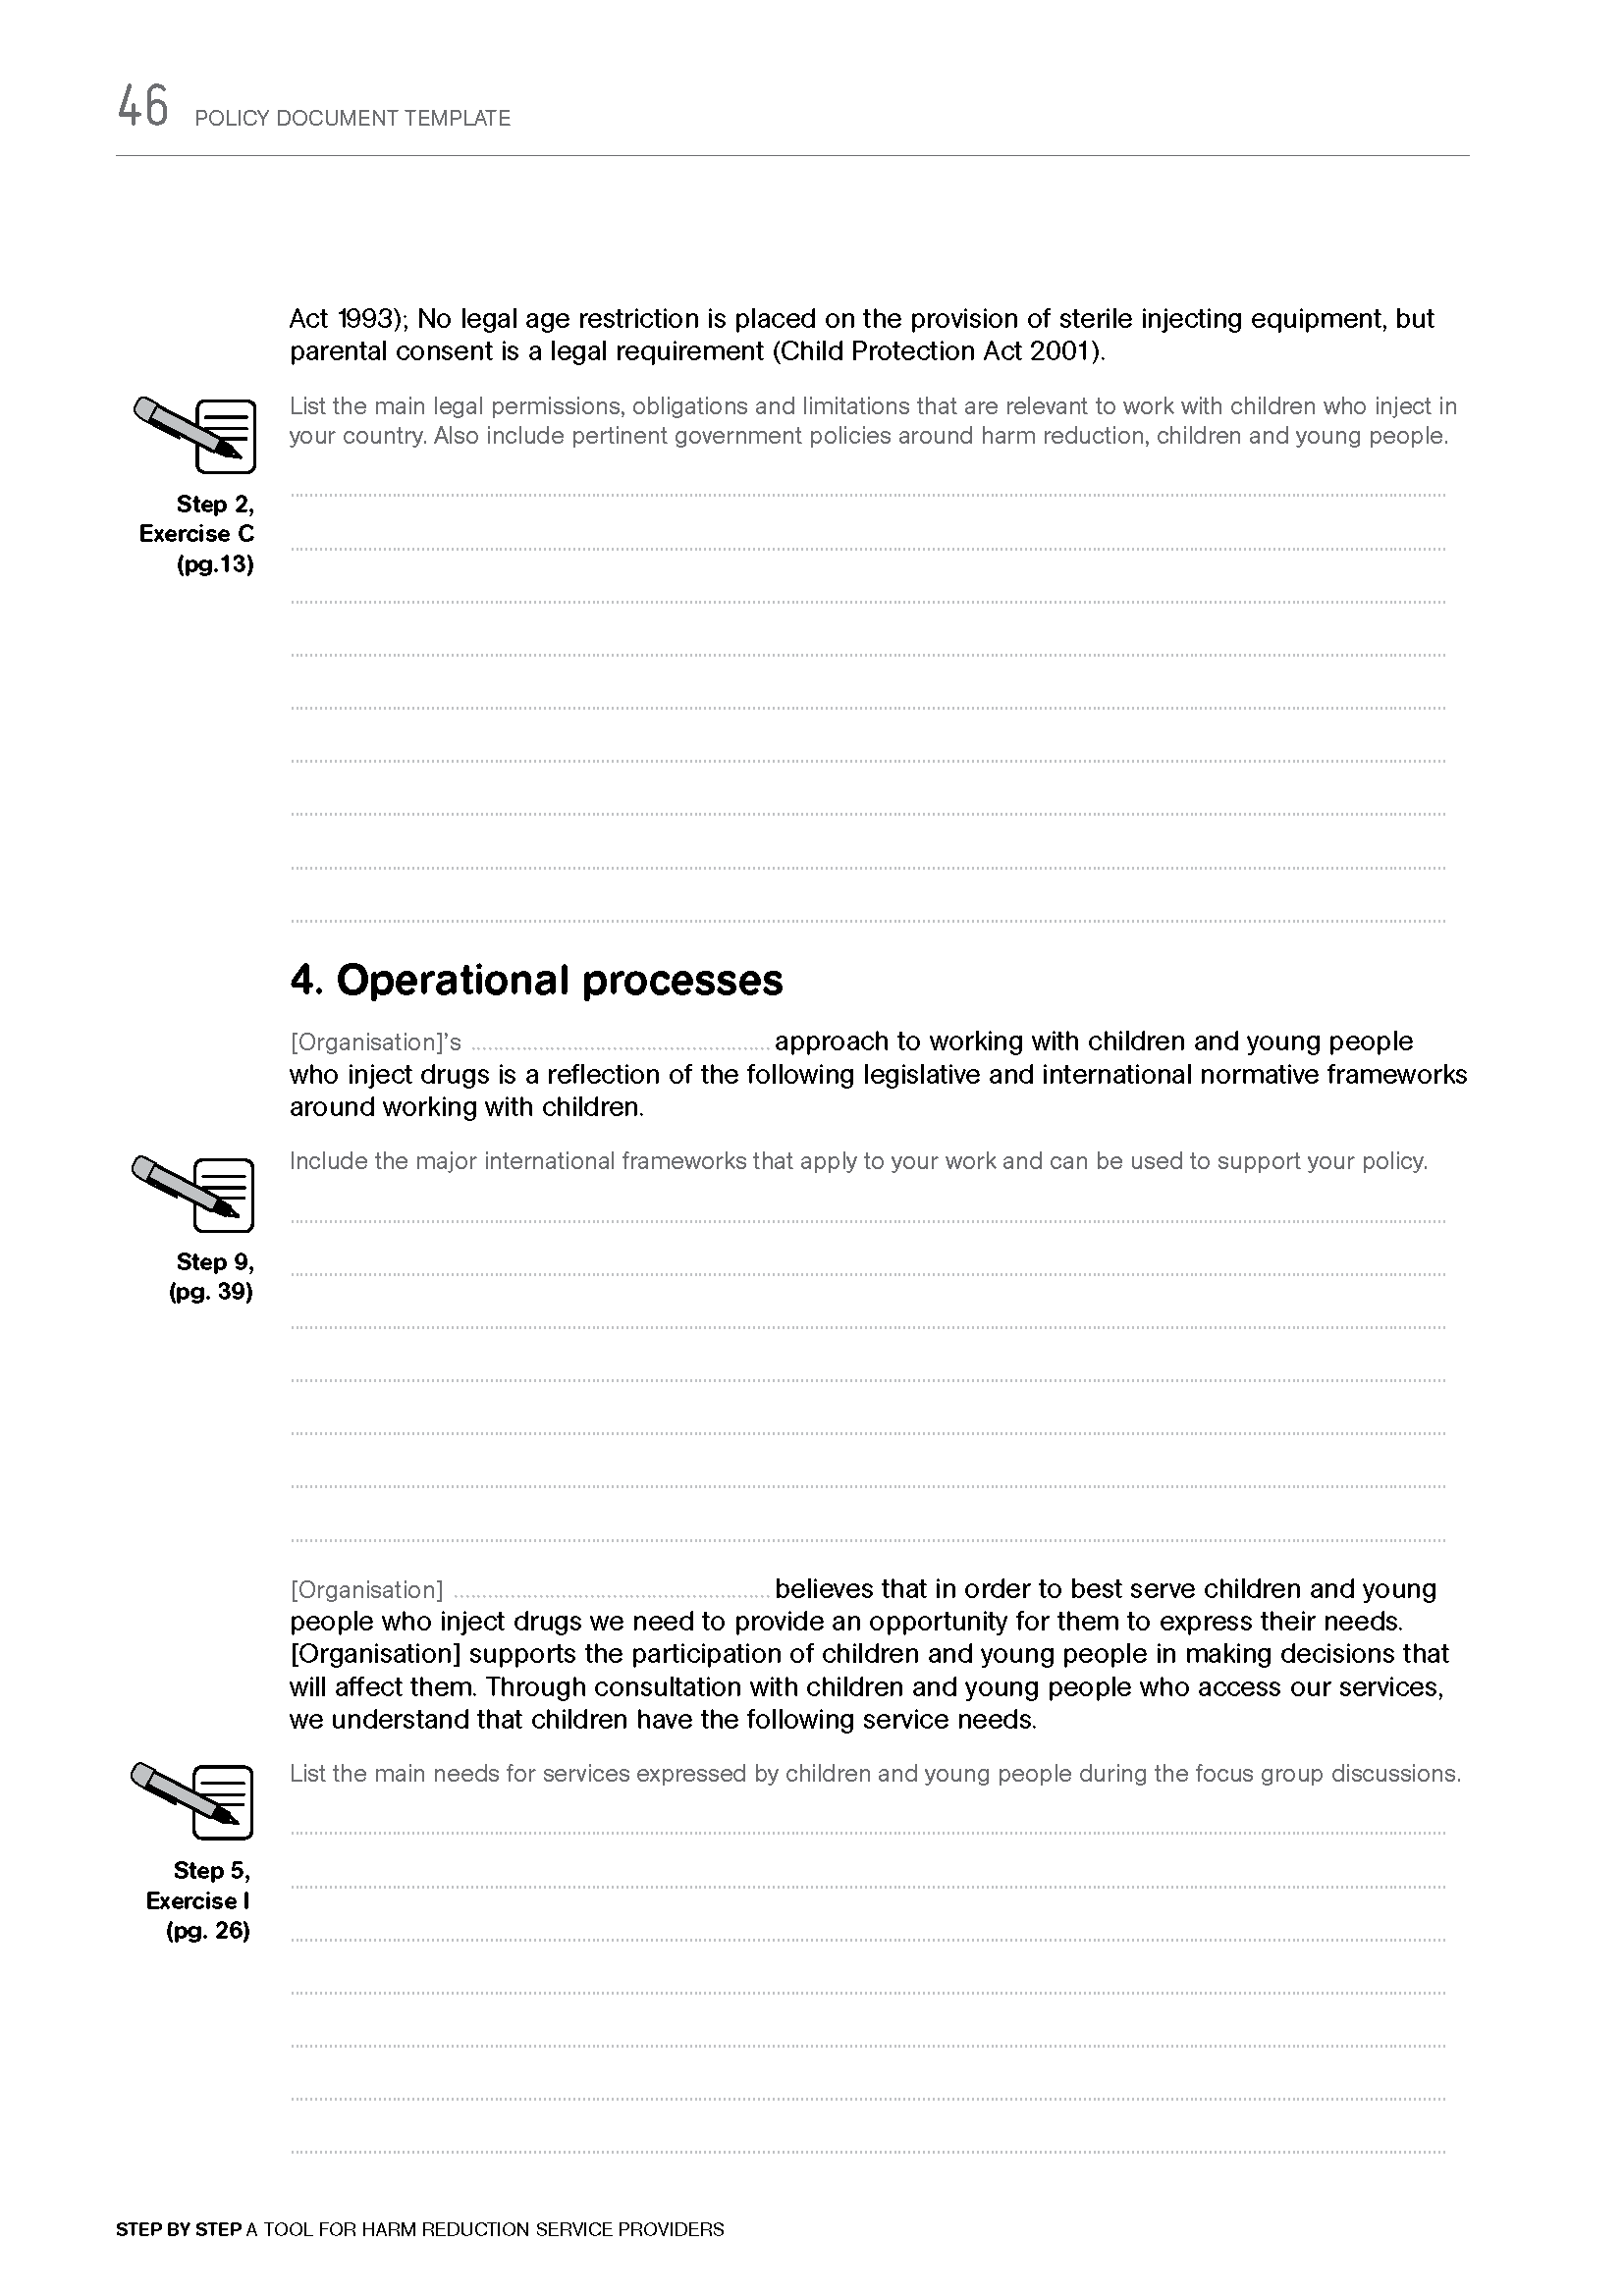 46 POLICY DOCUMENT TEMPLATE
Act 1993); No legal age restriction is placed on the provision of sterile injecting equipment, but
parental consent is a legal requirement (Child Protection Act 2001).
List the main legal permissions, obligations and limitations that are relevant to work with children who inject in
your country. Also include pertinent government policies around harm reduction, children and young people.
Step 2,
Exercise C
(pg.13)
4. Operational processes
[Organisation]’s approach to working with children and young people
who inject drugs is a reflection of the following legislative and international normative frameworks
around working with children.
Include the major international frameworks that apply to your work and can be used to support your policy.
Step 9,
(pg. 39)
[Organisation] believes that in order to best serve children and young
people who inject drugs we need to provide an opportunity for them to express their needs.
[Organisation] supports the participation of children and young people in making decisions that
will affect them. Through consultation with children and young people who access our services,
we understand that children have the following service needs.
List the main needs for services expressed by children and young people during the focus group discussions.
Step 5,
Exercise I
(pg. 26)
STEP BY STEP A TOOL FOR HARM REDUCTION SERVICE PROVIDERS